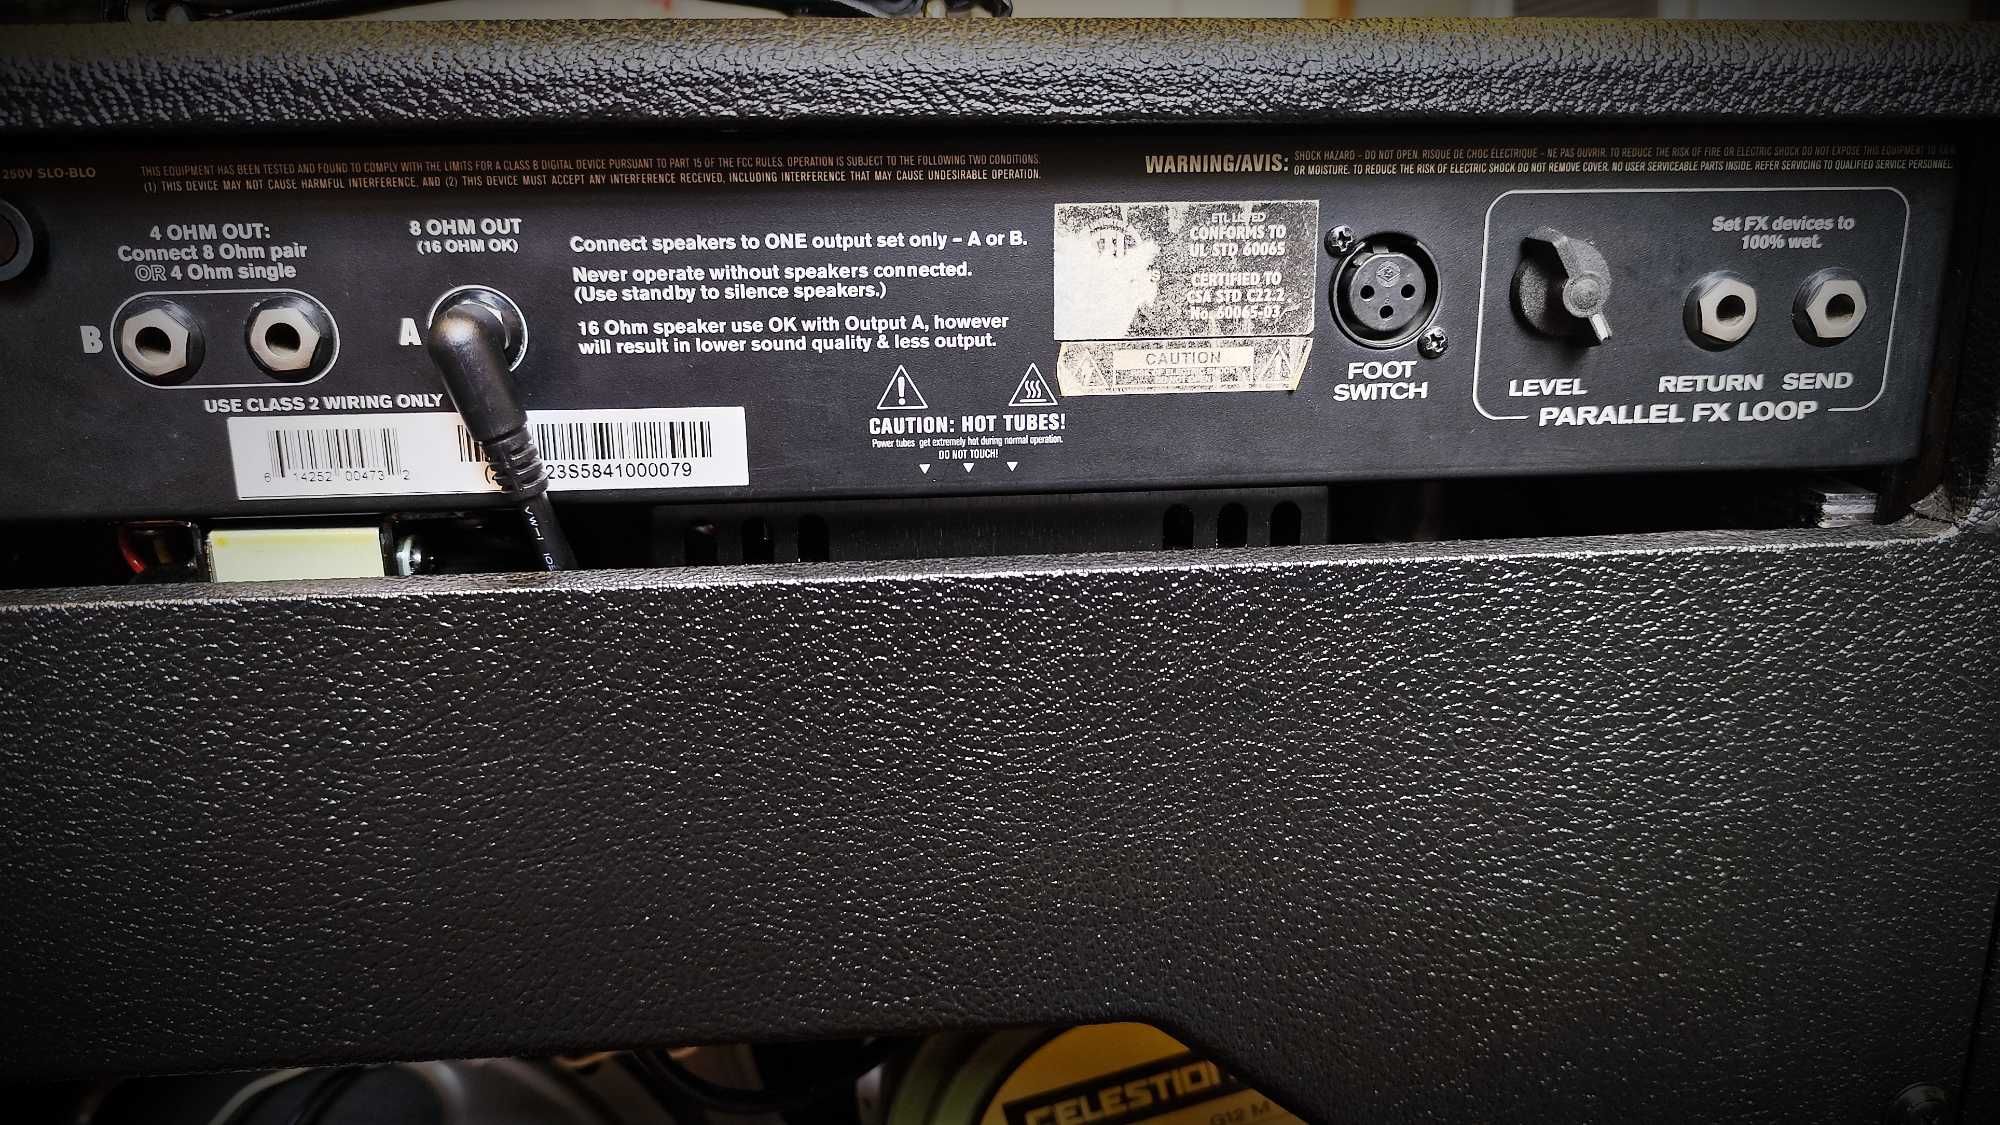 250V SLO-BLO
THIS EQUIPMENT HAS BEEN TESTED AND FOUND TO COMPLY WITH THE LIMITS FOR A CLASS B DIGITAL DEVICE PURSUANT TO PART 15 OF THE FCC RULES. OPERATION IS SUBJECT TO THE FOLLOWING TWO CONDITIONS.
(1) THIS DEVICE MAY NOT CAUSE HARMFUL INTERFERENCE, AND (2) THIS DEVICE MUST ACCEPT ANY INTERFERENCE RECEIVED, INCLUDING INTERFERENCE THAT MAY CAUSE UNDESIRABLE OPERATION.
WARNING/AVIS:
SHOCK HAZARD - DO NOT OPEN. RISQUE DE CHOC ÉLECTRIQUE - NE PAS OUVRIR. TO REDUCE THE RISK OF FIRE OR ELECTRIC SHOCK DO NOT EXPOSE THIS EQUIPMENT TO RAIN
OR MOISTURE. TO REDUCE THE RISK OF ELECTRIC SHOCK DO NOT REMOVE COVER. NO USER SERVICEABLE PARTS INSIDE. REFER SERVICING TO QUALIFIED SERVICE PERSONNEL.
4 OHM OUT:
Connect 8 Ohm pair
OR 4 Ohm single
B
8 OHM OUT
(16 OHM OK)
A
USE CLASS 2 WIRING ONLY
Connect speakers to ONE output set only – A or B.
Never operate without speakers connected.
(Use standby to silence speakers.)
16 Ohm speaker use OK with Output A, however
will result in lower sound quality & less output.
CAUTION: HOT TUBES!
Power tubes get extremely hot during normal operation.
DO NOT TOUCH!
ETL LISTED
CONFORMS TO
UL STD 60065
CERTIFIED TO
CSA STD C22.2
No. 60065-03
CAUTION
FOOT
SWITCH
Set FX devices to
100% wet.
LEVEL
RETURN
SEND
PARALLEL FX LOOP
6 14252 00473 2
23S5841000079
CELESTION
G12 M